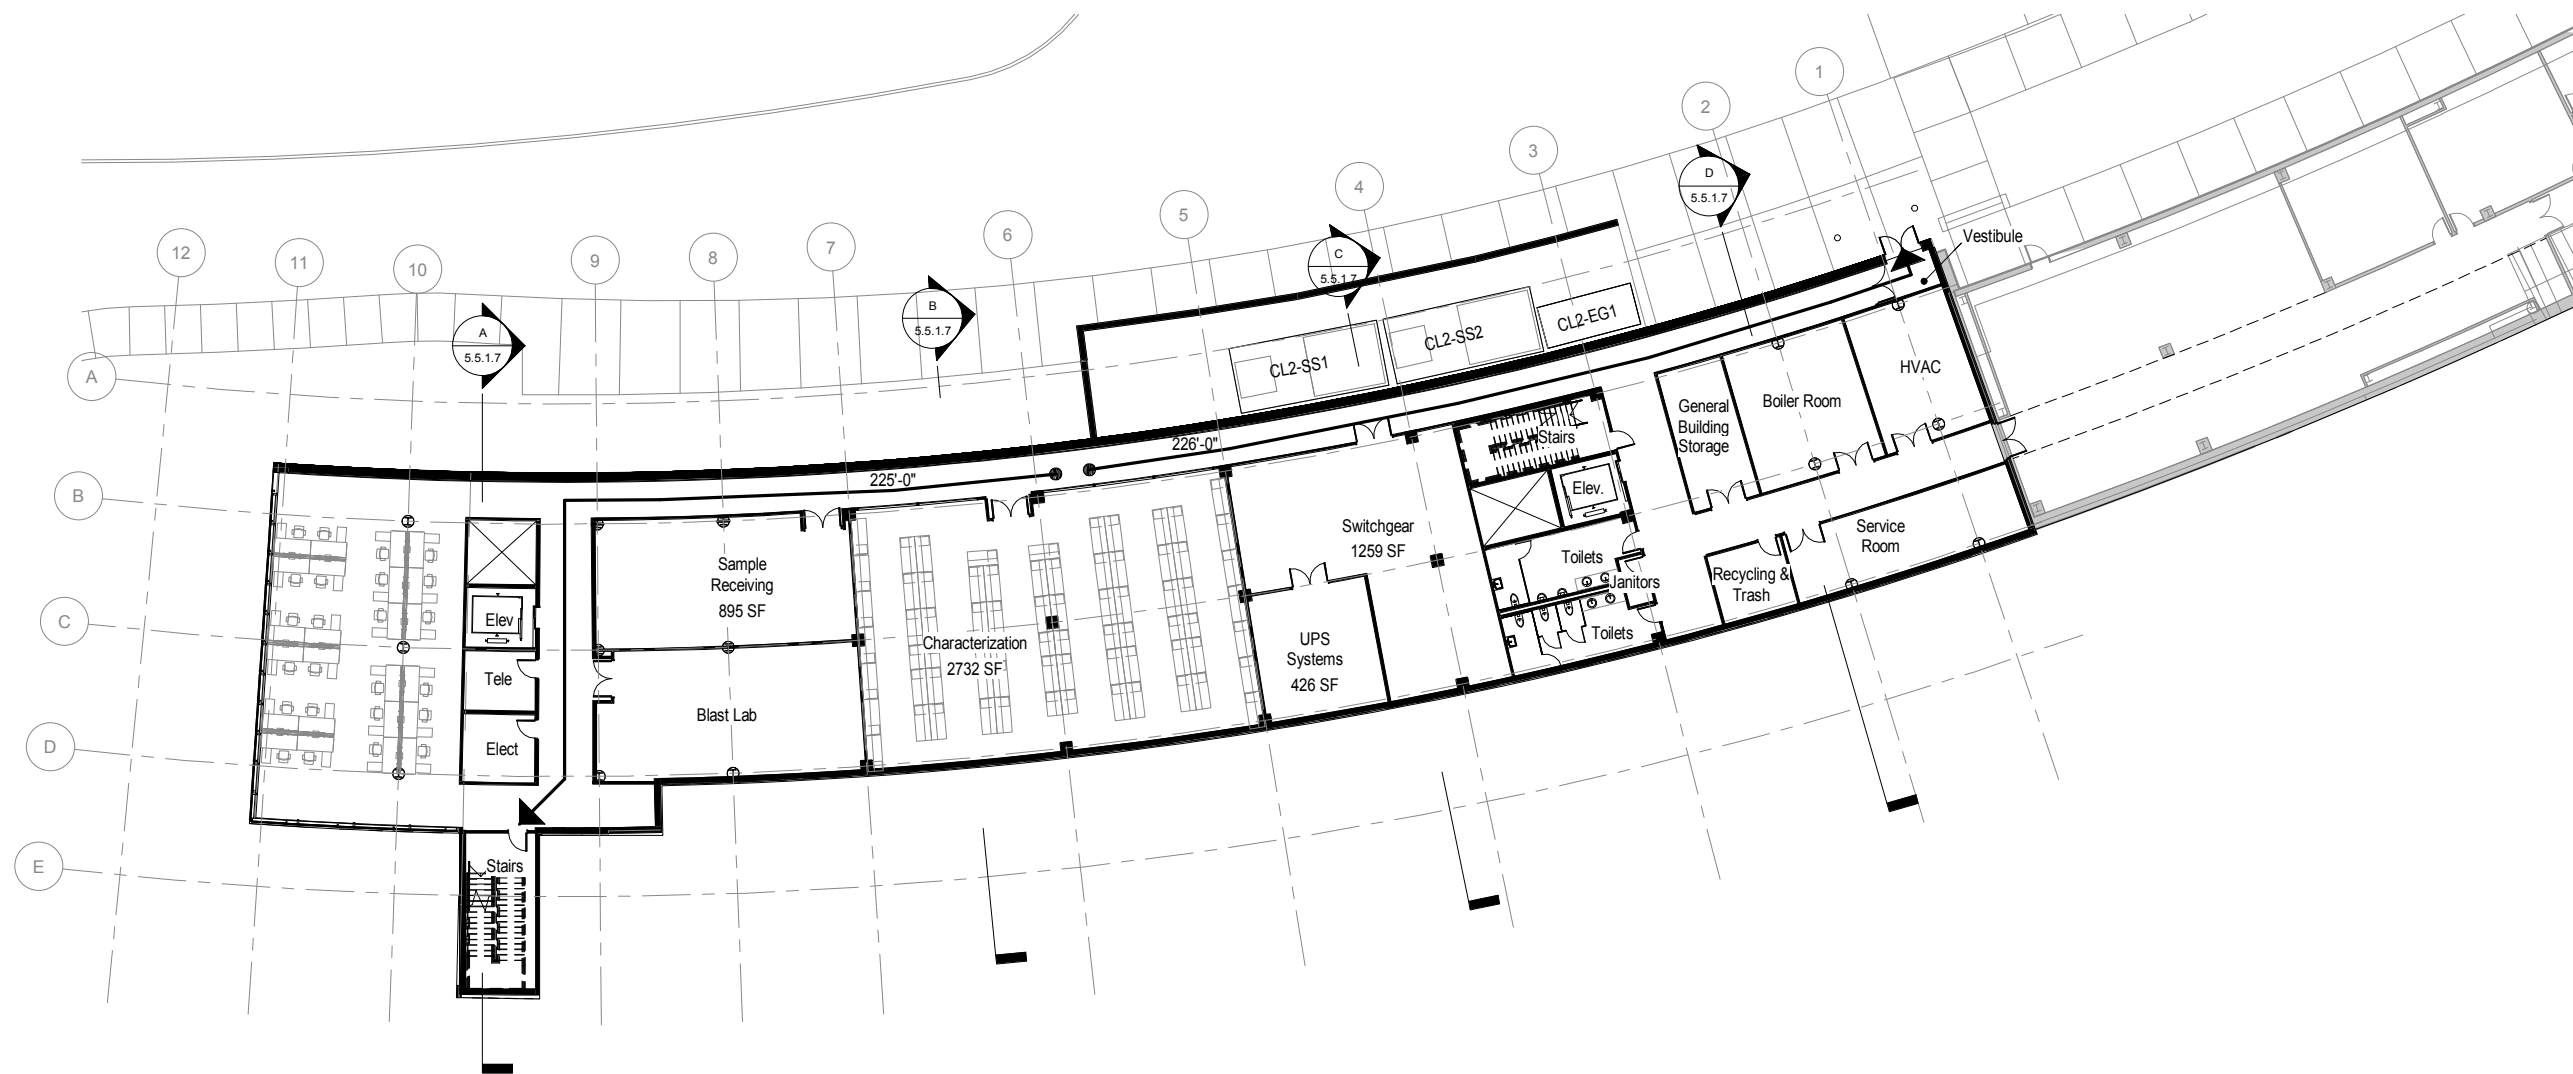 1
2
3
4
5
6
7
8
9
10
11
12
A
B
C
D
E
A
5.5.1.7
B
5.5.1.7
C
5.5.1.7
D
5.5.1.7
Vestibule
CL2-SS1
CL2-SS2
CL2-EG1
HVAC
Boiler Room
General
Building
Storage
226'-0"
225'-0"
Stairs
Elev.
Switchgear
1259 SF
Service
Room
Toilets
Janitors
Recycling &
Trash
Toilets
Sample
Receiving
895 SF
Elev
Characterization
2732 SF
UPS
Systems
426 SF
Tele
Blast Lab
Elect
Stairs